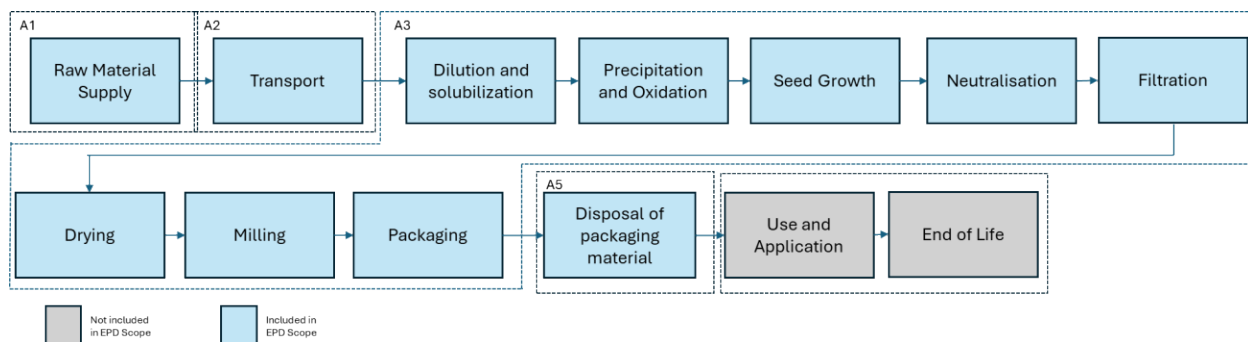 A1
A2
A3
Raw Material
Supply
Transport
Dilution and
solubilization
Precipitation
and Oxidation
Seed Growth
Neutralisation
Filtration
Drying
Milling
Packaging
A5
Disposal of
packaging
material
Use and
Application
End of Life
Not included
in EPD Scope
Included in
EPD Scope